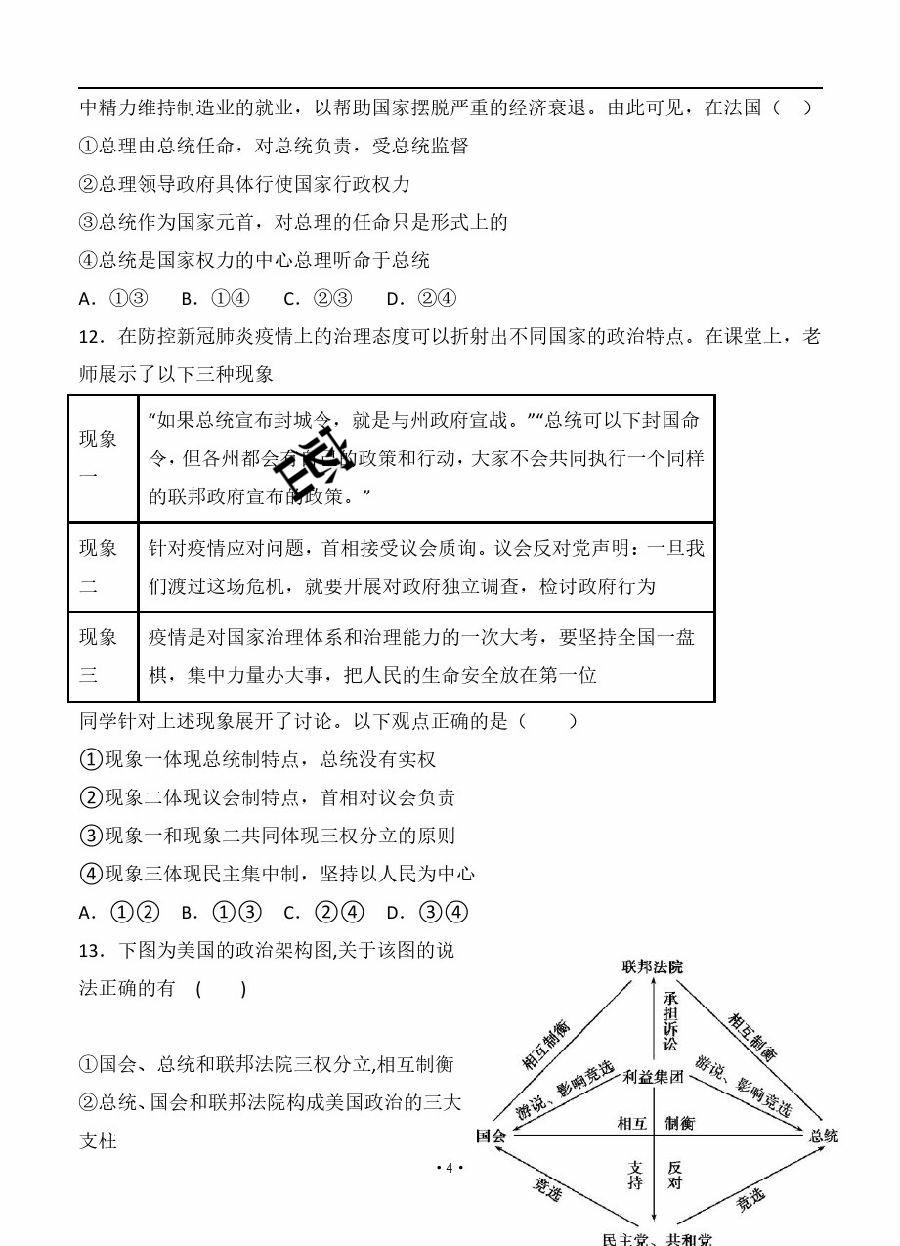 中精力维持制造业的就业，以帮助国家摆脱严重的经济衰退。由此可见，在法国（　）
①总理由总统任命，对总统负责，受总统监督
②总理领导政府具体行使国家行政权力
③总统作为国家元首，对总理的任命只是形式上的
④总统是国家权力的中心总理听命于总统
A．①③　B．①④　C．②③　D．②④
12．在防控新冠肺炎疫情上的治理态度可以折射出不同国家的政治特点。在课堂上，老
师展示了以下三种现象
现象
一
“如果总统宣布封城令，就是与州政府宣战。”“总统可以下封国命
令，但各州都会有自己的政策和行动，大家不会共同执行一个同样
的联邦政府宣布的政策。”
现象
二
针对疫情应对问题，首相接受议会质询。议会反对党声明：一旦我
们渡过这场危机，就要开展对政府独立调查，检讨政府行为
现象
三
疫情是对国家治理体系和治理能力的一次大考，要坚持全国一盘
棋，集中力量办大事，把人民的生命安全放在第一位
同学针对上述现象展开了讨论。以下观点正确的是（　　）
①现象一体现总统制特点，总统没有实权
②现象二体现议会制特点，首相对议会负责
③现象一和现象二共同体现三权分立的原则
④现象三体现民主集中制，坚持以人民为中心
A．①②　B．①③　C．②④　D．③④
13．下图为美国的政治架构图,关于该图的说
法正确的有　(　　)
①国会、总统和联邦法院三权分立,相互制衡
②总统、国会和联邦法院构成美国政治的三大
支柱
联邦法院
承担诉讼
相互制衡
相互制衡
游说、影响竞选
利益集团
游说、影响竞选
国会
相互　制衡
总统
支持
反对
竞选
竞选
民主党、共和党
· 4 ·